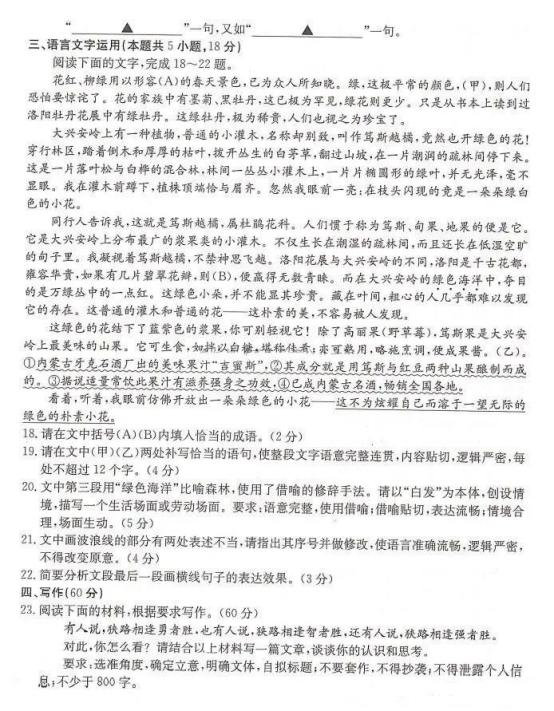 “ ▲ ”一句,又如“ ▲ ”一句。
三、语言文字运用(本题共 5 小题,18 分)
阅读下面的文字,完成 18～22 题。
花红、柳绿用以形容(A)的春天景色,已为众人所知晓。绿,这极平常的颜色,(甲),则人们
恐怕要惊诧了。花的家族中有墨菊、黑牡丹,这已极为罕见,绿花则更少。只是从书本上读到过
洛阳牡丹花展中有绿牡丹。这绿牡丹,极为稀贵,人们也视之为珍宝了。
大兴安岭上有一种植物,普通的小灌木,名称却别致,叫作笃斯越橘,竟然也开绿色的花!
穿行林区,踏着倒木和厚厚的枯叶,拨开丛生的白茅草,翻过山坡,在一片潮润的疏林间停下来。
这是一片落叶松与白桦的混合林,林间一丛丛小灌木上,一片片椭圆形的绿叶,并无光泽,毫不
显眼。我在灌木前蹲下,植株顶端恰与眉齐。忽然我眼前一亮:在枝头闪现的竟是一朵朵绿白
色的小花。
同行人告诉我,这就是笃斯越橘,属杜鹃花科。人们惯于称为笃斯、甸果、地果的便是它。
它是大兴安岭上分布最广的浆果类的小灌木。不仅生长在潮湿的疏林间,而且还长在低湿空旷
的甸子里。我凝视着笃斯越橘,不禁神思飞越。洛阳花展与大兴安岭的不同,洛阳是千古花都,
雍容华贵,如果有几片碧翠花瓣,则(B),使赢得无数青睐。而在大兴安岭的绿色海洋中,夺目
的是万绿丛中的一点红。这绿色小朵,并不能显其珍贵。藏在叶间,粗心的人几乎都难以发现
它的存在。这普通的灌木和普通的花——这朴素的美,不容易被人发现。
这绿色的花结下了蓝紫色的浆果,你可别轻视它!除了高丽果(野草莓),笃斯果是大兴安
岭上最美味的山果。它可生食,如拌以白糖,堪称佳肴;亦可熟用,略施烹调,便成果酱。(乙)。
①内蒙古牙克石酒厂出的美味果汁“吉蜜斯”,②其成分就是用笃斯与红豆两种山果酿制而成
的。③据说适量常饮此果汁有滋养强身之功效,④已成内蒙古名酒,畅销全国各地。
看着,听着,我眼前仿佛开放出一朵朵绿色的小花——这不为炫耀自己而溶于一望无际的
绿色的朴素小花。
18. 请在文中括号(A)(B)内填入恰当的成语。(2 分)
19. 请在文中(甲)(乙)两处补写恰当的语句,使整段文字语意完整连贯,内容贴切,逻辑严密,每
处不超过 12 个字。(4 分)
20. 文中第三段用“绿色海洋”比喻森林,使用了借喻的修辞手法。请以“白发”为本体,创设情
境,描写一个生活场面或劳动场面。要求:语意完整,使用借喻;借喻贴切,表达流畅;情境合
理,场面生动。(5 分)
21. 文中画波浪线的部分有两处表述不当,请指出其序号并做修改,使语言准确流畅,逻辑严密,
不得改变原意。(4 分)
22. 简要分析文段最后一段画横线句子的表达效果。(3 分)
四、写作(60 分)
23. 阅读下面的材料,根据要求写作。(60 分)
有人说,狭路相逢勇者胜,也有人说,狭路相逢智者胜,还有人说,狭路相逢强者胜。
对此,你怎么看?请结合以上材料写一篇文章,谈谈你的认识和思考。
要求:选准角度,确定立意,明确文体,自拟标题;不要套作,不得抄袭;不得泄露个人信
息;不少于 800 字。